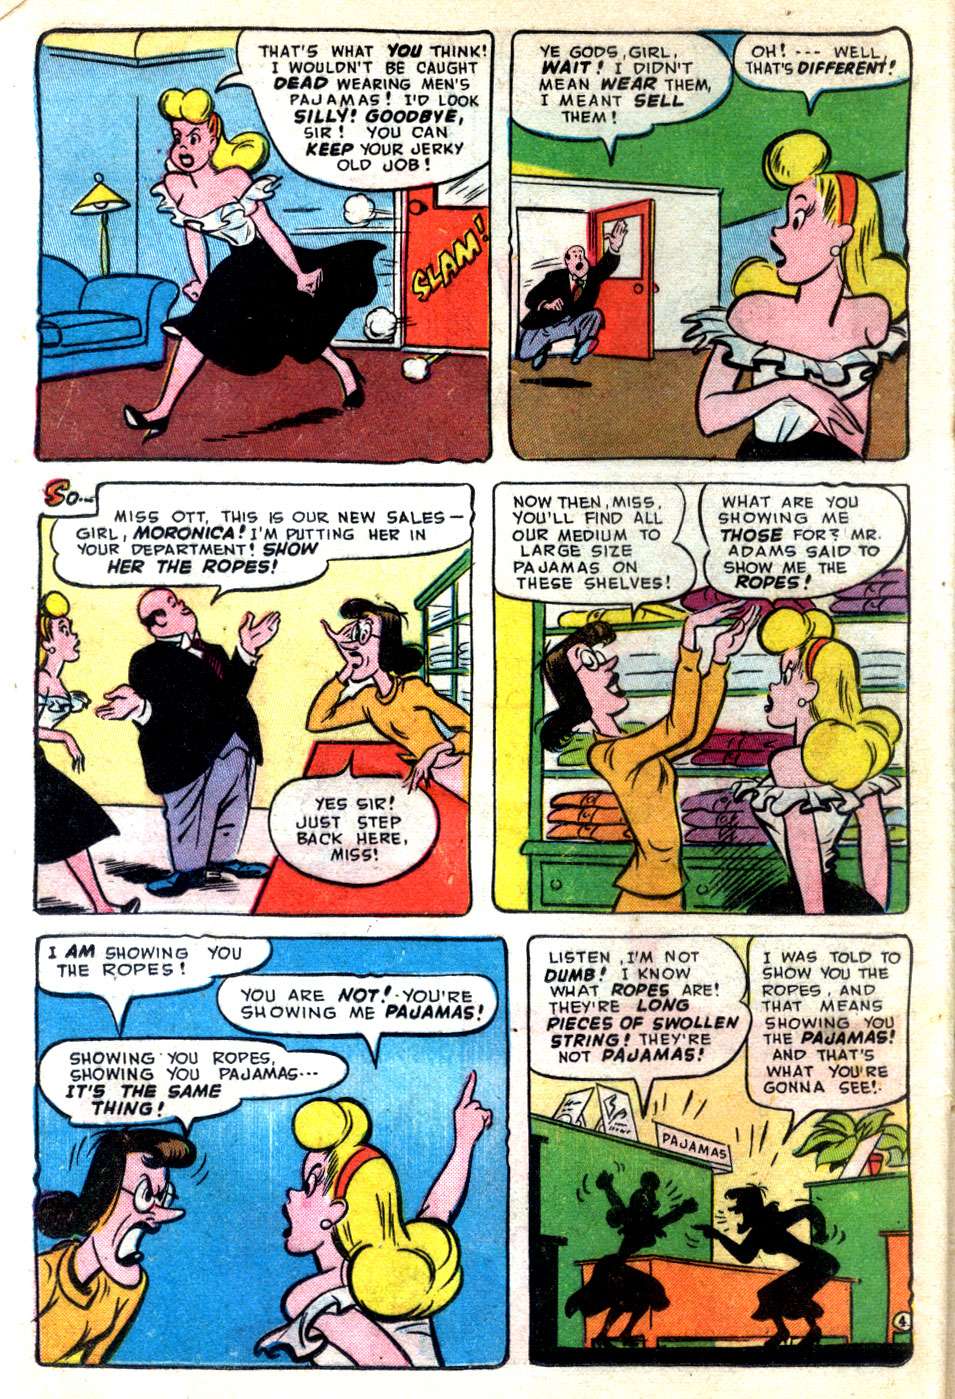 THAT'S WHAT YOU THINK!
I WOULDN'T BE CAUGHT
DEAD WEARING MEN'S
PAJAMAS! I'D LOOK
SILLY! GOODBYE,
SIR! YOU CAN
KEEP YOUR JERKY
OLD JOB!
SLAM!
YE GODS, GIRL,
WAIT! I DIDN'T
MEAN WEAR THEM,
I MEANT SELL
THEM!
OH! --- WELL,
THAT'S DIFFERENT!
SO...
MISS OTT, THIS IS OUR NEW SALES-
GIRL, MORONICA! I'M PUTTING HER IN
YOUR DEPARTMENT! SHOW
HER THE ROPES!
YES SIR!
JUST STEP
BACK HERE,
MISS!
NOW THEN, MISS,
YOU'LL FIND ALL
OUR MEDIUM TO
LARGE SIZE
PAJAMAS ON
THESE SHELVES!
WHAT ARE YOU
SHOWING ME
THOSE FOR? MR.
ADAMS SAID TO
SHOW ME THE
ROPES!
I AM SHOWING YOU
THE ROPES!
YOU ARE NOT! YOU'RE
SHOWING ME PAJAMAS!
SHOWING YOU ROPES,
SHOWING YOU PAJAMAS...
IT'S THE SAME
THING!
LISTEN, I'M NOT
DUMB! I KNOW
WHAT ROPES ARE!
THEY'RE LONG
PIECES OF SWOLLEN
STRING! THEY'RE
NOT PAJAMAS!
I WAS TOLD TO
SHOW YOU THE
ROPES, AND
THAT MEANS
SHOWING YOU
THE PAJAMAS!
AND THAT'S
WHAT YOU'RE
GONNA SEE!
PAJAMAS
4